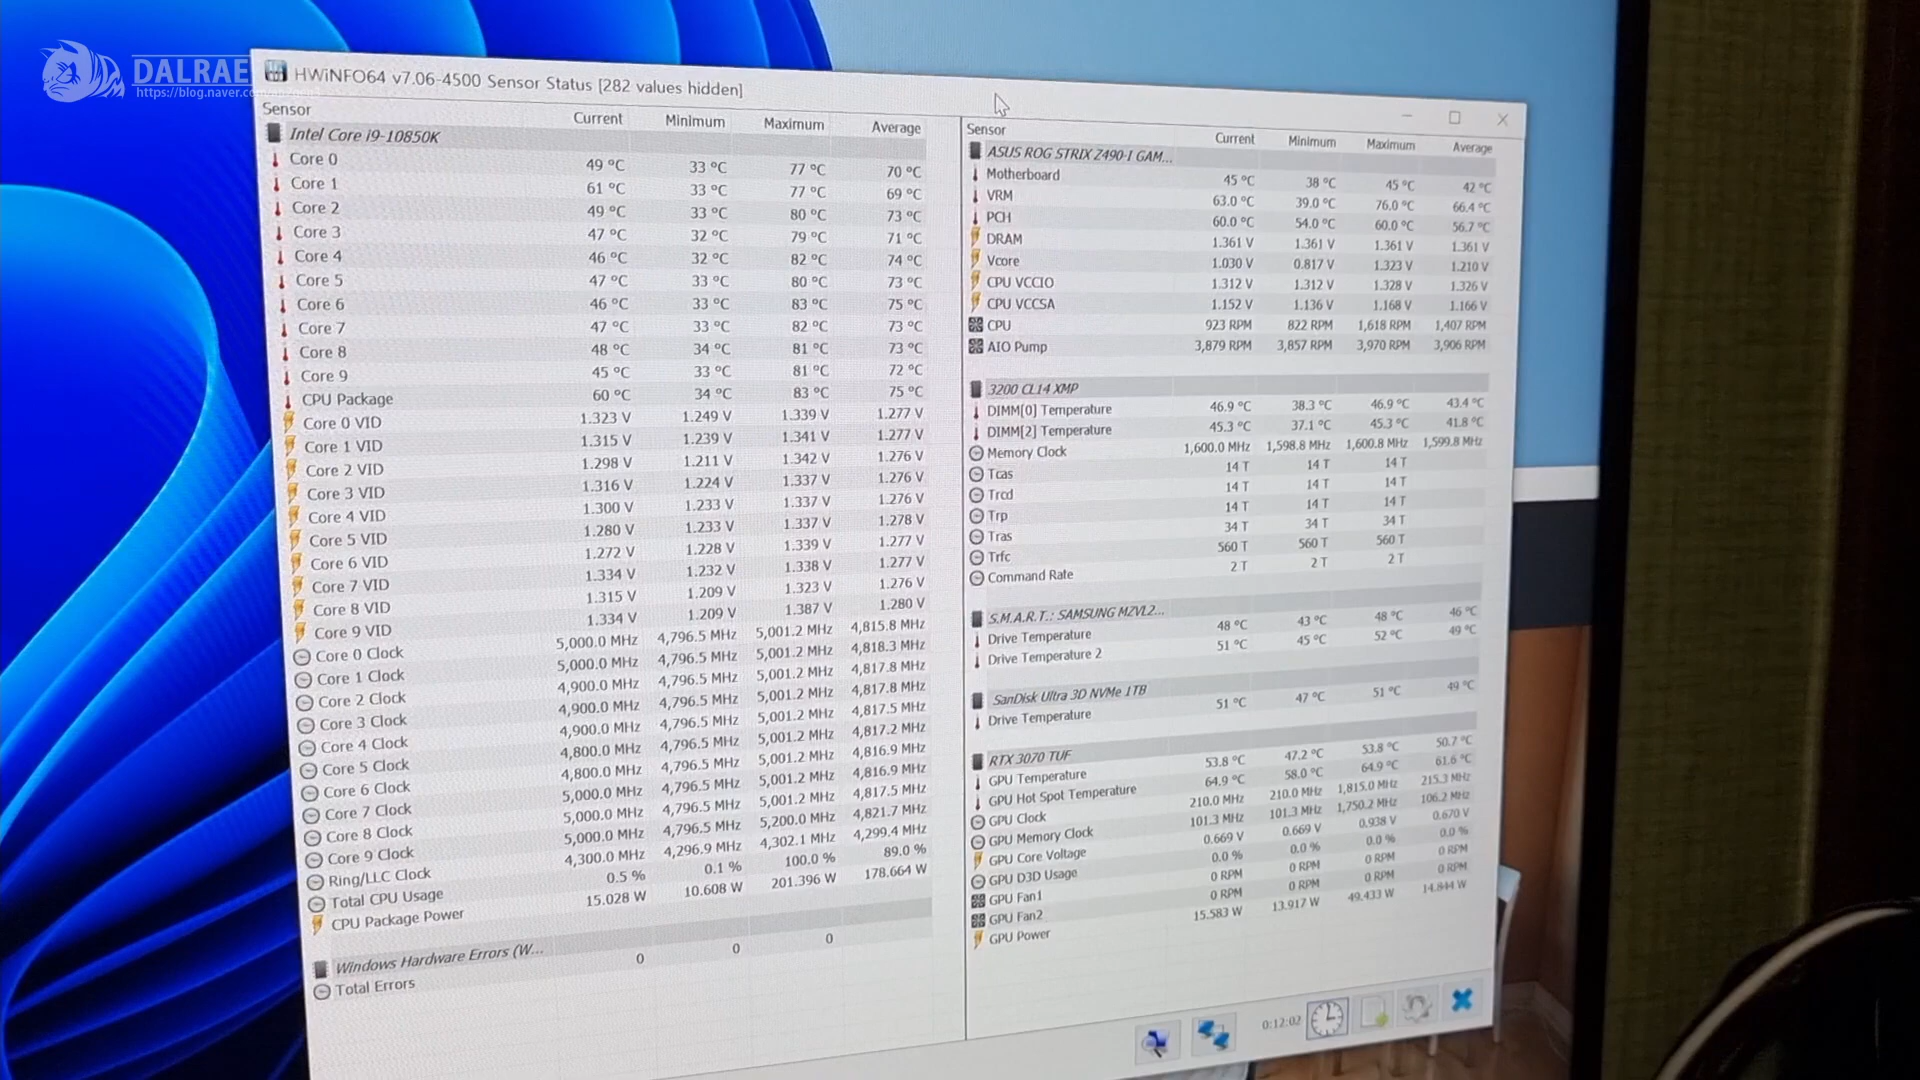 DALRAE
https://blog.naver.com
HWiNFO64 v7.06-4500 Sensor Status [282 values hidden]
Sensor Current Minimum Maximum Average
Intel Core i9-10850K
Core 0 49 °C 33 °C 77 °C 70 °C
Core 1 61 °C 33 °C 77 °C 69 °C
Core 2 49 °C 33 °C 80 °C 73 °C
Core 3 47 °C 32 °C 79 °C 71 °C
Core 4 46 °C 32 °C 82 °C 74 °C
Core 5 47 °C 33 °C 80 °C 73 °C
Core 6 46 °C 33 °C 83 °C 75 °C
Core 7 47 °C 33 °C 82 °C 73 °C
Core 8 48 °C 34 °C 81 °C 73 °C
Core 9 45 °C 33 °C 81 °C 72 °C
CPU Package 60 °C 34 °C 83 °C 75 °C
Core 0 VID 1.323 V 1.249 V 1.339 V 1.277 V
Core 1 VID 1.315 V 1.239 V 1.341 V 1.277 V
Core 2 VID 1.298 V 1.211 V 1.342 V 1.276 V
Core 3 VID 1.316 V 1.224 V 1.337 V 1.276 V
Core 4 VID 1.300 V 1.233 V 1.337 V 1.276 V
Core 5 VID 1.280 V 1.233 V 1.337 V 1.278 V
Core 6 VID 1.272 V 1.228 V 1.339 V 1.277 V
Core 7 VID 1.334 V 1.232 V 1.338 V 1.277 V
Core 8 VID 1.315 V 1.209 V 1.323 V 1.276 V
Core 9 VID 1.334 V 1.209 V 1.387 V 1.280 V
Core 0 Clock 5,000.0 MHz 4,796.5 MHz 5,001.2 MHz 4,815.8 MHz
Core 1 Clock 5,000.0 MHz 4,796.5 MHz 5,001.2 MHz 4,818.3 MHz
Core 2 Clock 4,900.0 MHz 4,796.5 MHz 5,001.2 MHz 4,817.8 MHz
Core 3 Clock 4,900.0 MHz 4,796.5 MHz 5,001.2 MHz 4,817.8 MHz
Core 4 Clock 4,900.0 MHz 4,796.5 MHz 5,001.2 MHz 4,817.5 MHz
Core 5 Clock 4,800.0 MHz 4,796.5 MHz 5,001.2 MHz 4,817.2 MHz
Core 6 Clock 4,800.0 MHz 4,796.5 MHz 5,001.2 MHz 4,816.9 MHz
Core 7 Clock 5,000.0 MHz 4,796.5 MHz 5,001.2 MHz 4,816.9 MHz
Core 8 Clock 5,000.0 MHz 4,796.5 MHz 5,001.2 MHz 4,817.5 MHz
Core 9 Clock 5,000.0 MHz 4,796.5 MHz 5,200.0 MHz 4,821.7 MHz
Ring/LLC Clock 4,300.0 MHz 4,296.9 MHz 4,302.1 MHz 4,299.4 MHz
Total CPU Usage 0.5 % 0.1 % 100.0 % 89.0 %
CPU Package Power 15.028 W 10.608 W 201.396 W 178.664 W
Windows Hardware Errors (W...
Total Errors 0 0 0
Sensor Current Minimum Maximum Average
ASUS ROG STRIX Z490-I GAM...
Motherboard 45 °C 38 °C 45 °C 42 °C
VRM 63.0 °C 39.0 °C 76.0 °C 66.4 °C
PCH 60.0 °C 54.0 °C 60.0 °C 56.7 °C
DRAM 1.361 V 1.361 V 1.361 V 1.361 V
Vcore 1.030 V 0.817 V 1.323 V 1.210 V
CPU VCCIO 1.312 V 1.312 V 1.328 V 1.326 V
CPU VCCSA 1.152 V 1.136 V 1.168 V 1.166 V
CPU 923 RPM 822 RPM 1,618 RPM 1,407 RPM
AIO Pump 3,879 RPM 3,857 RPM 3,970 RPM 3,906 RPM
3200 CL14 XMP
DIMM[0] Temperature 46.9 °C 38.3 °C 46.9 °C 43.4 °C
DIMM[2] Temperature 45.3 °C 37.1 °C 45.3 °C 41.8 °C
Memory Clock 1,600.0 MHz 1,598.8 MHz 1,600.8 MHz 1,599.8 MHz
Tcas 14 T 14 T 14 T
Trcd 14 T 14 T 14 T
Trp 14 T 14 T 14 T
Tras 34 T 34 T 34 T
Trfc 560 T 560 T 560 T
Command Rate 2 T 2 T 2 T
S.M.A.R.T.: SAMSUNG MZVL2...
Drive Temperature 48 °C 43 °C 48 °C 46 °C
Drive Temperature 2 51 °C 45 °C 52 °C 49 °C
SanDisk Ultra 3D NVMe 1TB
Drive Temperature 51 °C 47 °C 51 °C 49 °C
RTX 3070 TUF
GPU Temperature 53.8 °C 47.2 °C 53.8 °C 50.7 °C
GPU Hot Spot Temperature 64.9 °C 58.0 °C 64.9 °C 61.6 °C
GPU Clock 210.0 MHz 210.0 MHz 1,815.0 MHz 215.3 MHz
GPU Memory Clock 101.3 MHz 101.3 MHz 1,750.2 MHz 106.2 MHz
GPU Core Voltage 0.669 V 0.669 V 0.938 V 0.670 V
GPU D3D Usage 0.0 % 0.0 % 0.0 % 0.0 %
GPU Fan1 0 RPM 0 RPM 0 RPM 0 RPM
GPU Fan2 0 RPM 0 RPM 0 RPM 0 RPM
GPU Power 15.583 W 13.917 W 49.433 W 14.844 W
0:12:02